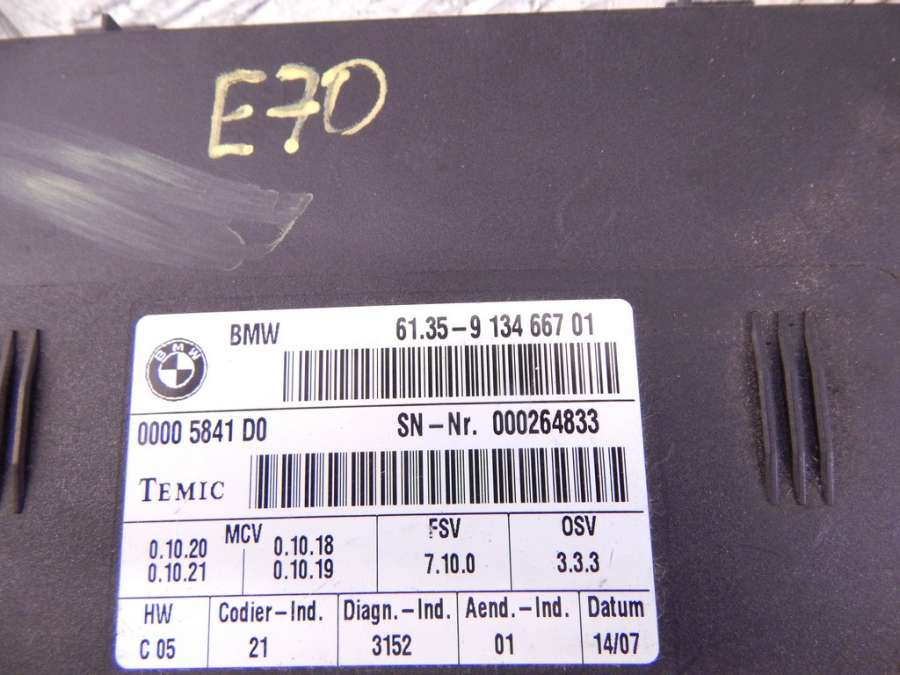 E70
BMW 61.35-9 134 667 01
BMW
0000 5841 D0 SN-Nr. 000264833
TEMIC
MCV FSV OSV
0.10.20 0.10.18 7.10.0 3.3.3
0.10.21 0.10.19
HW Codier-Ind. Diagn.-Ind. Aend.-Ind. Datum
C 05 21 3152 01 14/07